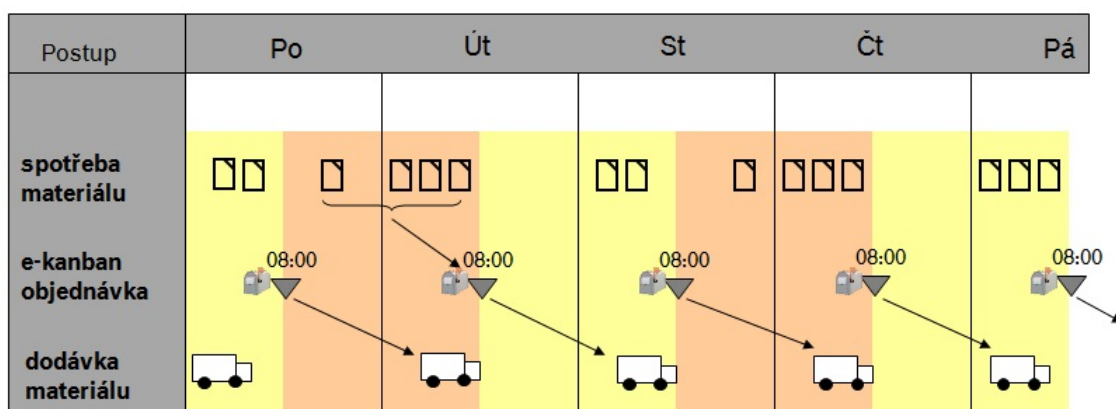 Postup Po Út St Čt Pá
spotřeba
materiálu
08:00 08:00 08:00 08:00 08:00
e-kanban
objednávka
dodávka
materiálu